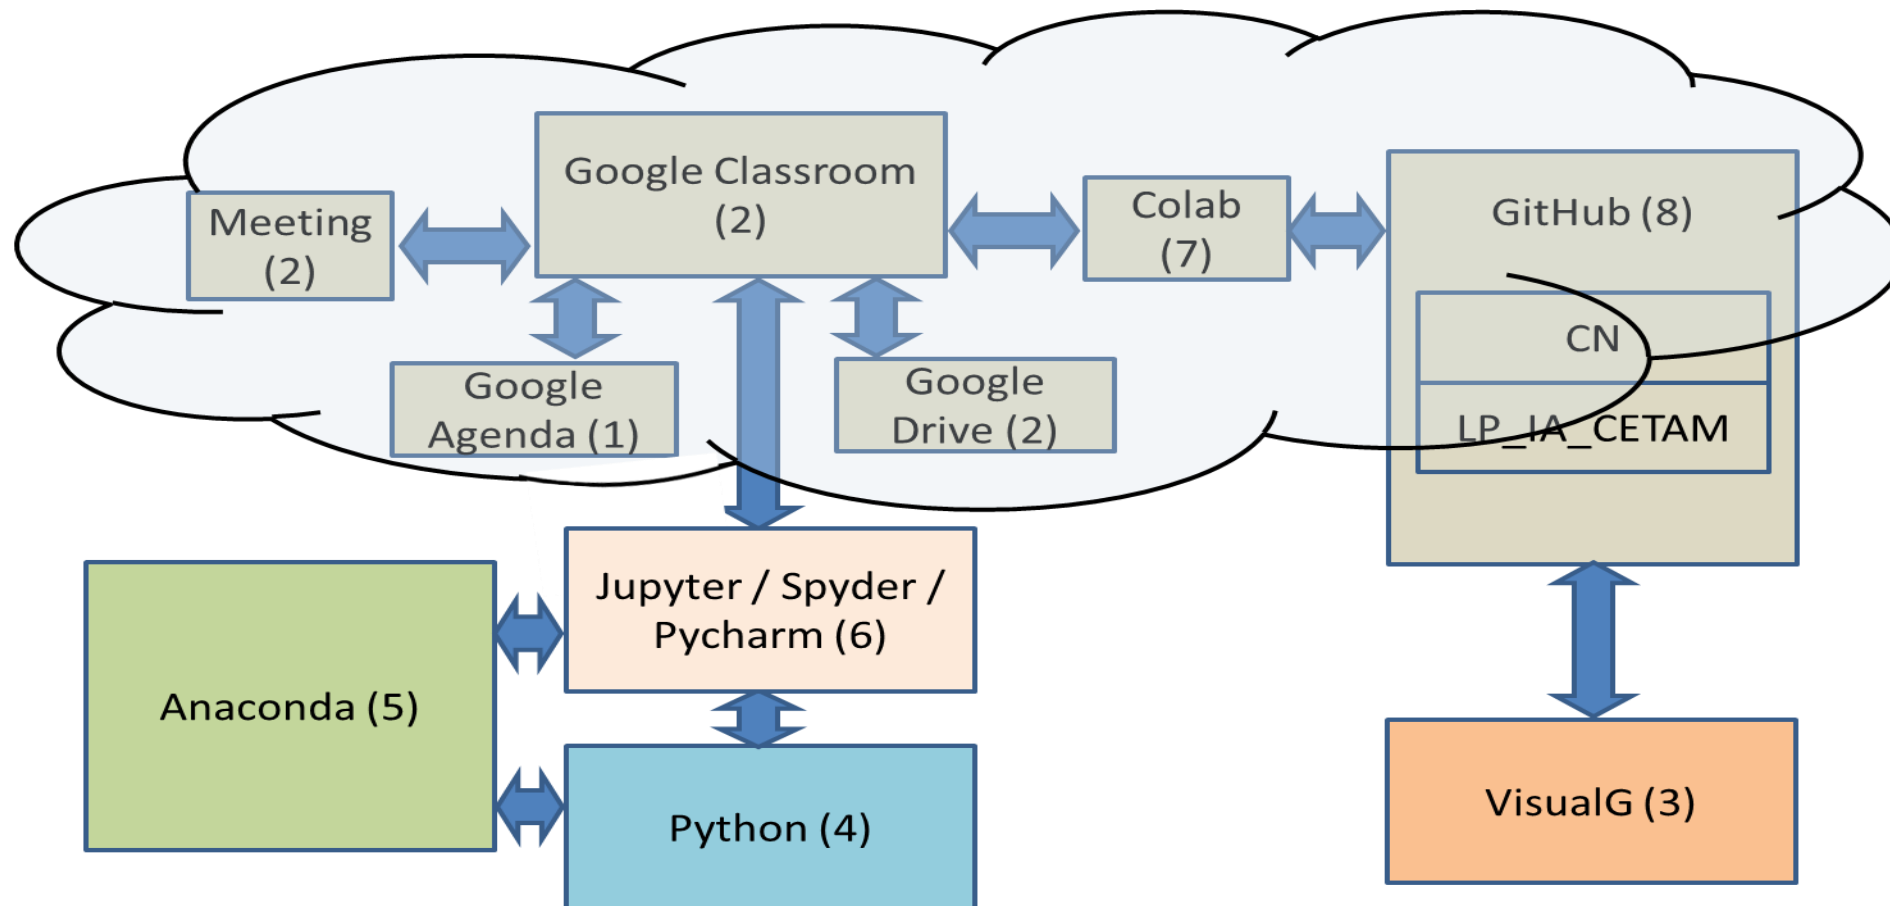 Google Classroom
(2)
Meeting
(2)
Colab
(7)
GitHub (8)
CN
LP_IA_CETAM
Google
Agenda (1)
Google
Drive (2)
Jupyter / Spyder /
Pycharm (6)
Anaconda (5)
Python (4)
VisualG (3)